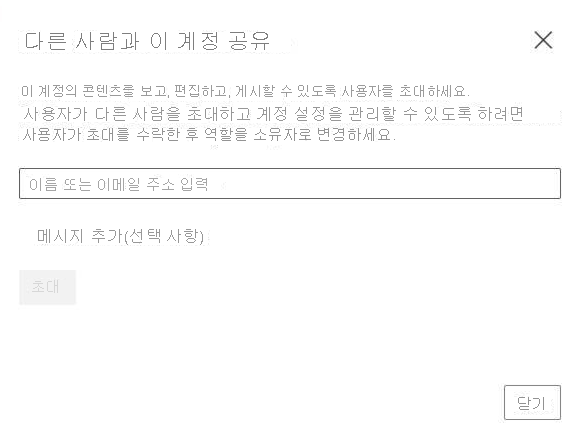 다른 사람과 이 계정 공유
이 계정의 콘텐츠를 보고, 편집하고, 게시할 수 있도록 사용자를 초대하세요.
사용자가 다른 사람을 초대하고 계정 설정을 관리할 수 있도록 하려면
사용자가 초대를 수락한 후 역할을 소유자로 변경하세요.
이름 또는 이메일 주소 입력
메시지 추가(선택 사항)
초대
닫기